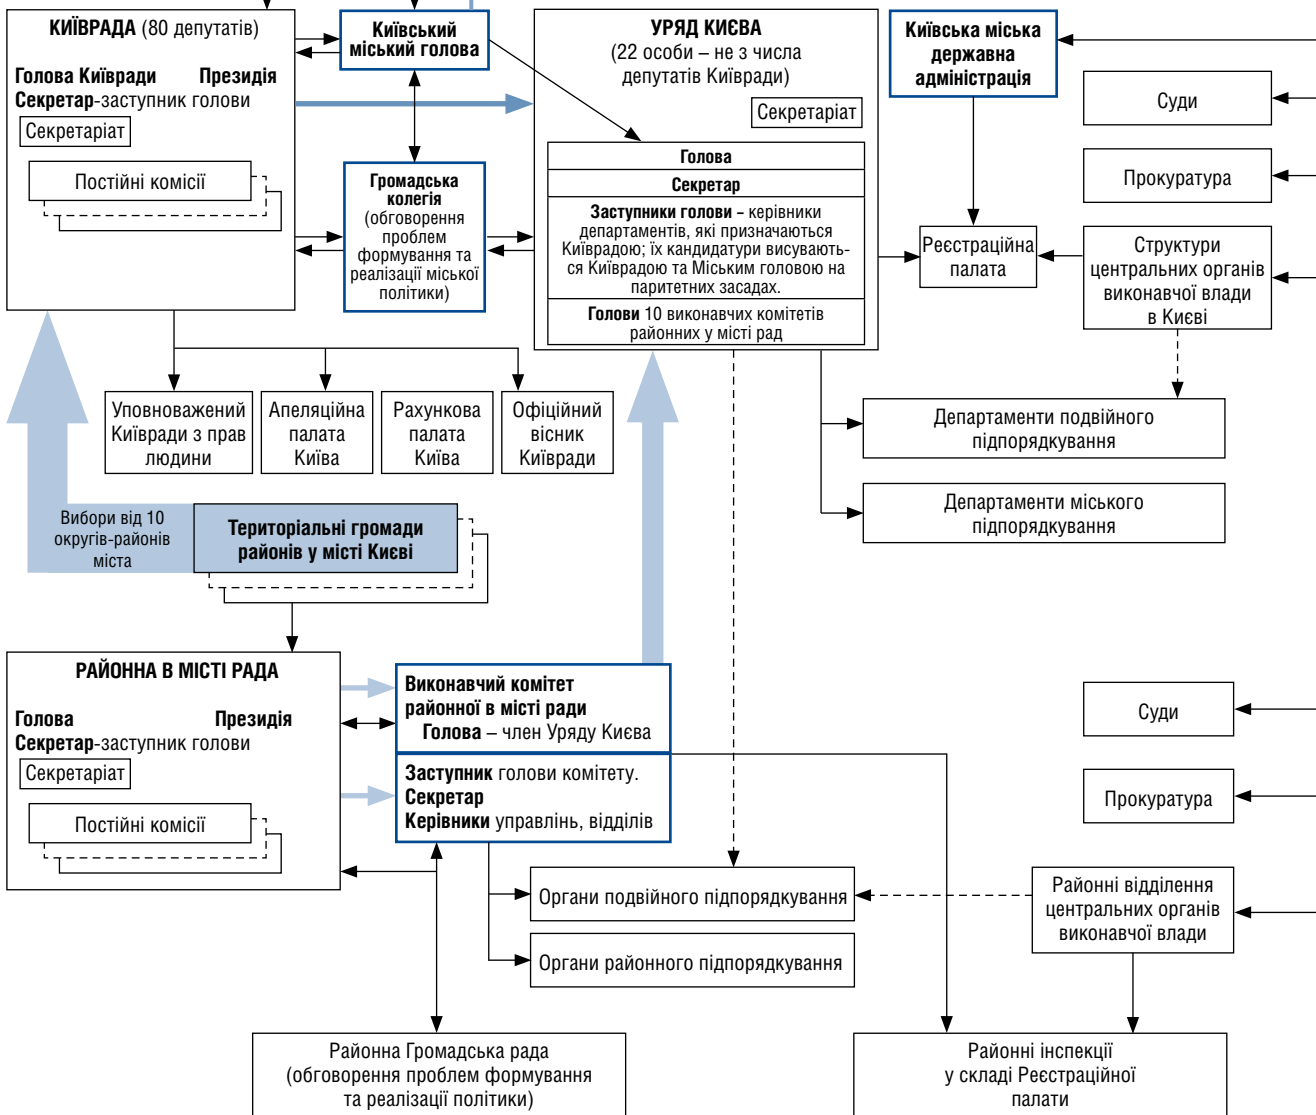 КИЇВРАДА (80 депутатів)
Голова Київради Президія
Секретар-заступник голови
Секретаріат
Постійні комісії
Київський
міський голова
Громадська
колегія
(обговорення
проблем
формування та
реалізації міської
політики)
УРЯД КИЄВА
(22 особи – не з числа
депутатів Київради)
Секретаріат
Голова
Секретар
Заступники голови – керівники
департаментів, які призначаються
Київрадою; їх кандидатури висувають-
ся Київрадою та Міським головою на
паритетних засадах.
Голови 10 виконавчих комітетів
районних у місті рад
Київська міська
державна
адміністрація
Суди
Прокуратура
Реєстраційна
палата
Структури
центральних органів
виконавчої влади
в Києві
Уповноважений
Київради з прав
людини
Апеляційна
палата
Київа
Рахункова
палата
Київа
Офіційний
вісник
Київради
Департаменти подвійного
підпорядкування
Департаменти міського
підпорядкування
Вибори від 10
округів-районів
міста
Територіальні громади
районів у місті Києві
РАЙОННА В МІСТІ РАДА
Голова Президія
Секретар-заступник голови
Секретаріат
Постійні комісії
Виконавчий комітет
районної в місті ради
Голова – член Уряду Києва
Заступник голови комітету.
Секретар
Керівники управлінь, відділів
Суди
Прокуратура
Органи подвійного підпорядкування
Органи районного підпорядкування
Районні відділення
центральних органів
виконавчої влади
Районна Громадська рада
(обговорення проблем формування
та реалізації політики)
Районні інспекції
у складі Реєстраційної
палати